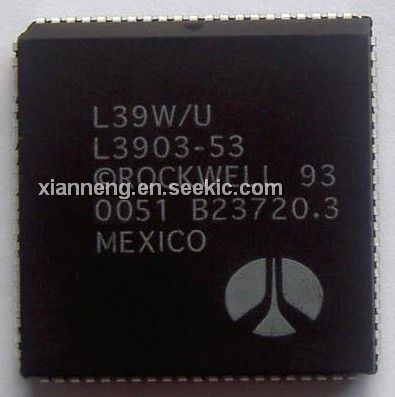 L39W/U
L3903-53
©ROCKWELL 93
xianneng.en.seekic.com/
0051 B23720.3
MEXICO